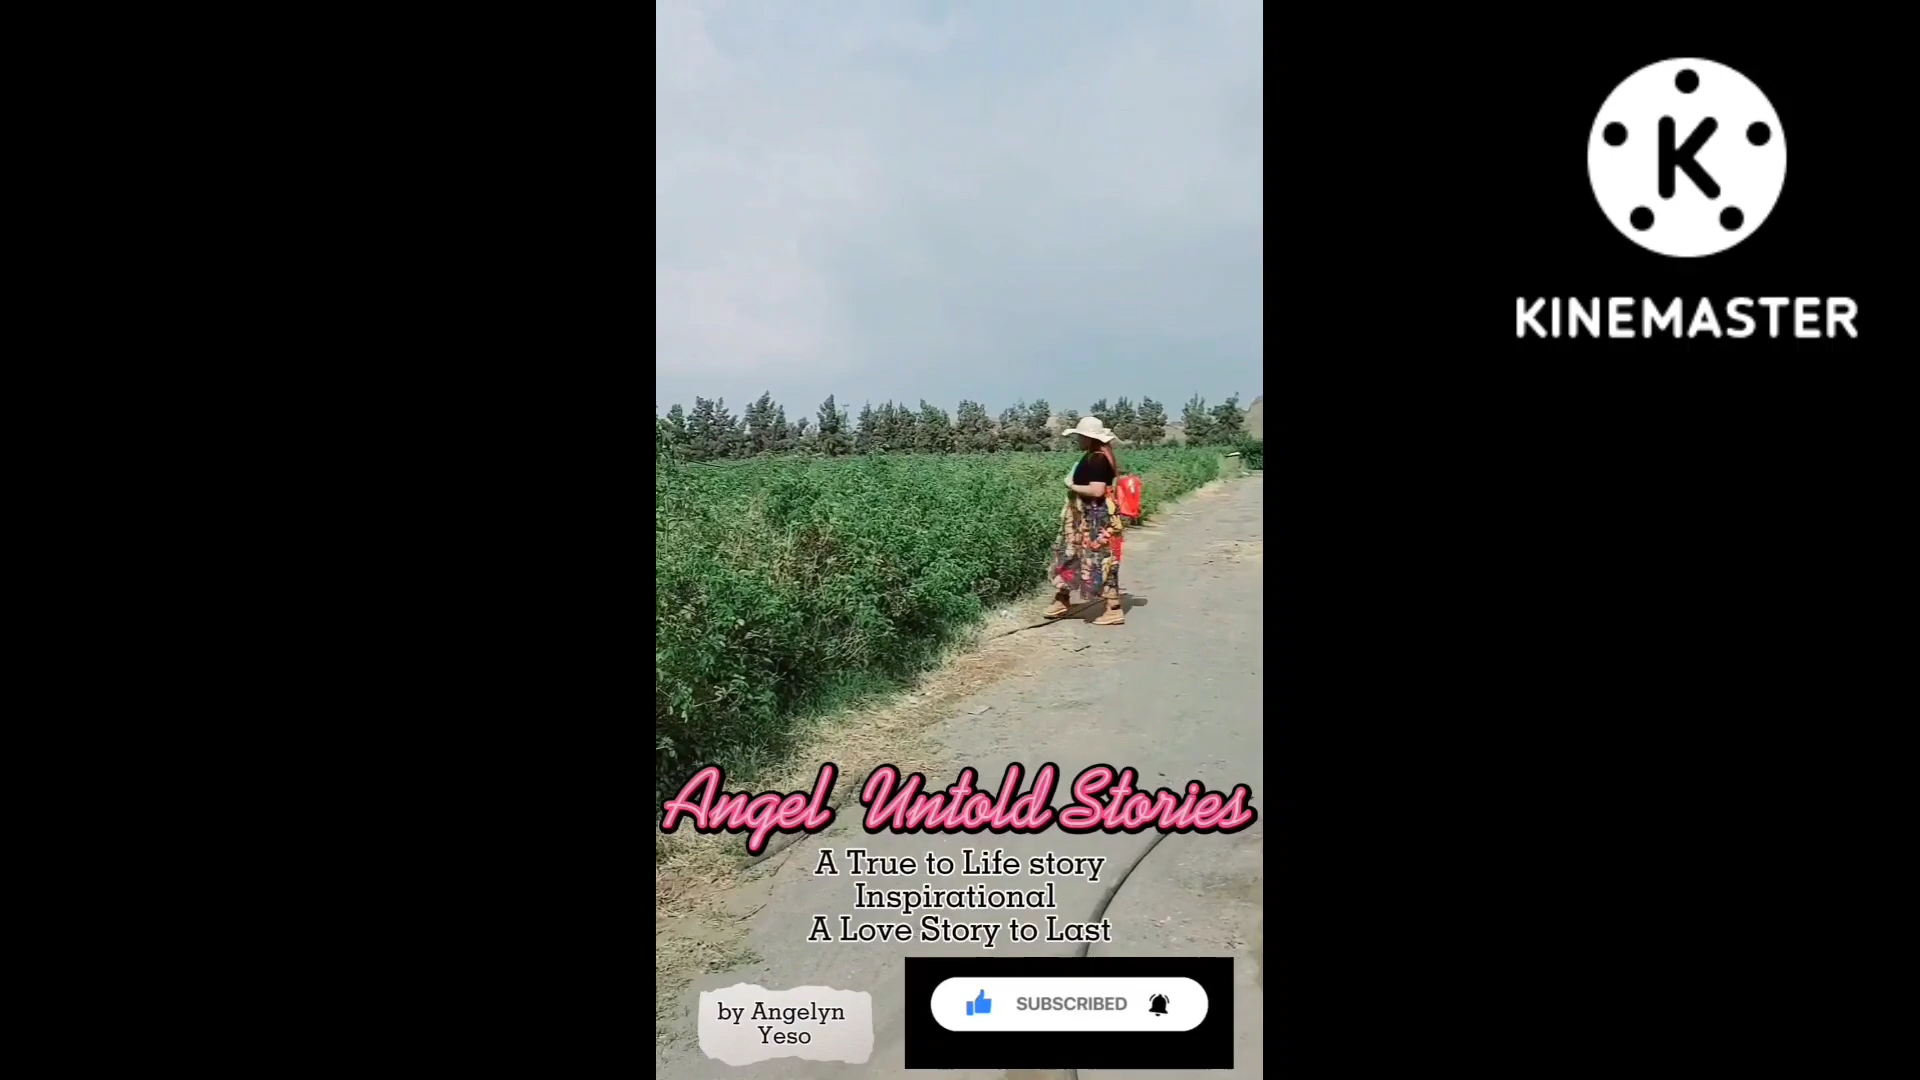 K
KINEMASTER
Angel Untold Stories
A True to Life story
Inspirational
A Love Story to Last
by Angelyn
Yeso
SUBSCRIBED